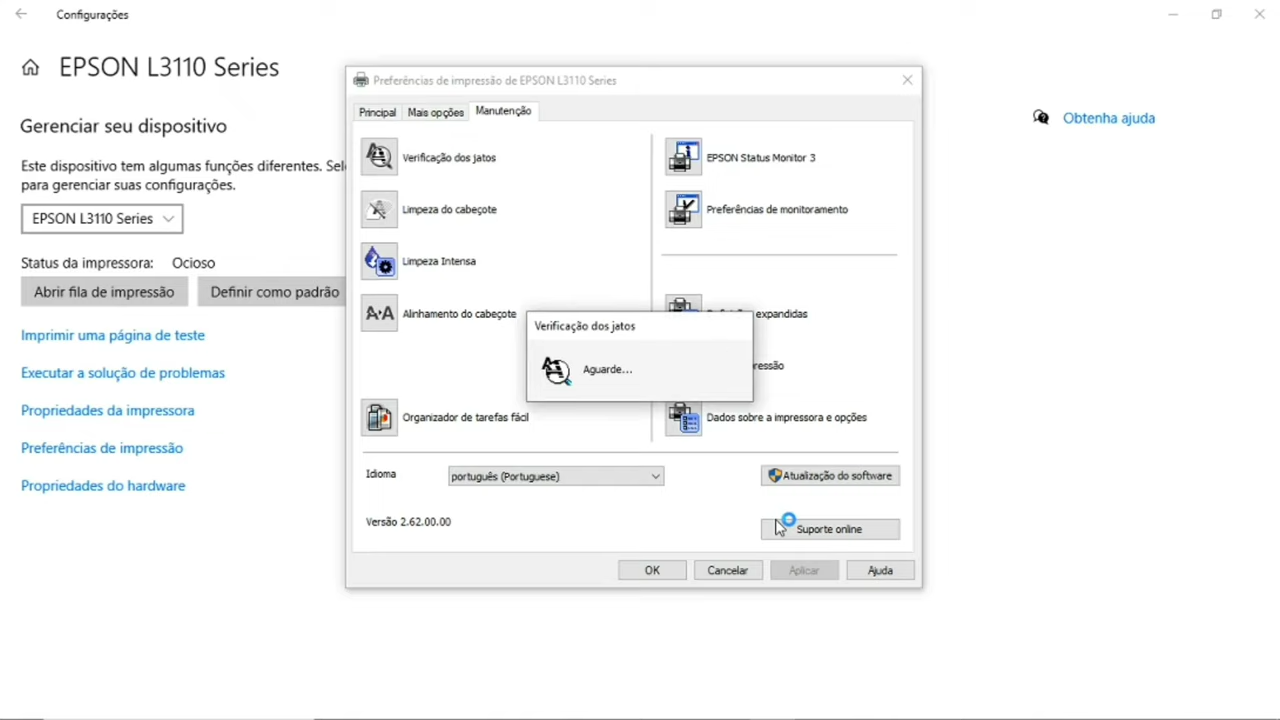 Configurações
EPSON L3110 Series
Gerenciar seu dispositivo
Este dispositivo tem algumas funções diferentes.
para gerenciar suas configurações.
EPSON L3110 Series
Status da impressora: Ocioso
Abrir fila de impressão
Definir como padrão
Imprimir uma página de teste
Executar a solução de problemas
Propriedades da impressora
Preferências de impressão
Propriedades do hardware
Obtenha ajuda
Preferências de impressão de EPSON L3110 Series
Principal
Mais opções
Manutenção
Verificação dos jatos
Limpeza do cabeçote
Limpeza Intensa
A A Alinhamento do cabeçote
Organizador de tarefas fácil
EPSON Status Monitor 3
Preferências de monitoramento
expandidas
Dados sobre a impressora e opções
Verificação dos jatos
Aguarde...
Idioma
português (Portuguese)
Atualização do software
Versão 2.62.00.00
Suporte online
OK
Cancelar
Aplicar
Ajuda